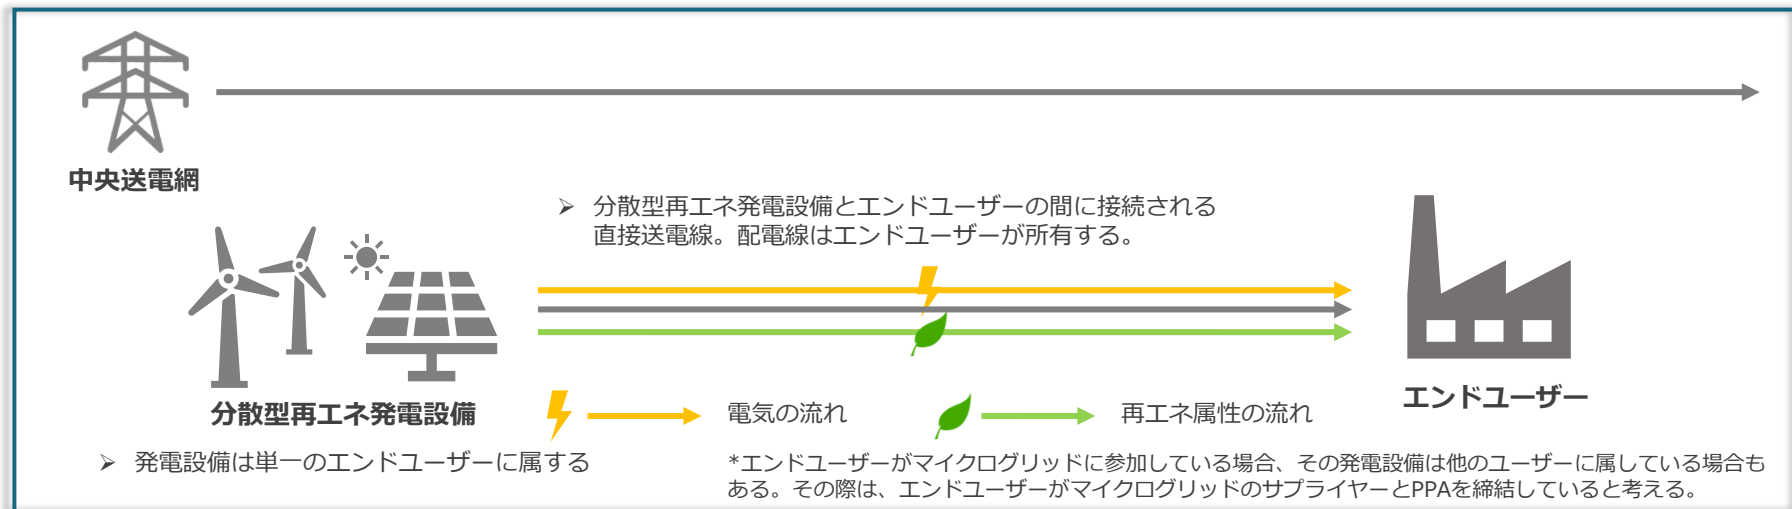 中央送電網
➢ 分散型再エネ発電設備とエンドユーザーの間に接続される
直接送電線。配電線はエンドユーザーが所有する。
分散型再エネ発電設備
エンドユーザー
電気の流れ
再エネ属性の流れ
➢ 発電設備は単一のエンドユーザーに属する
*エンドユーザーがマイクログリッドに参加している場合、その発電設備は他のユーザーに属している場合も
ある。その際は、エンドユーザーがマイクログリッドのサプライヤーとPPAを締結していると考える。